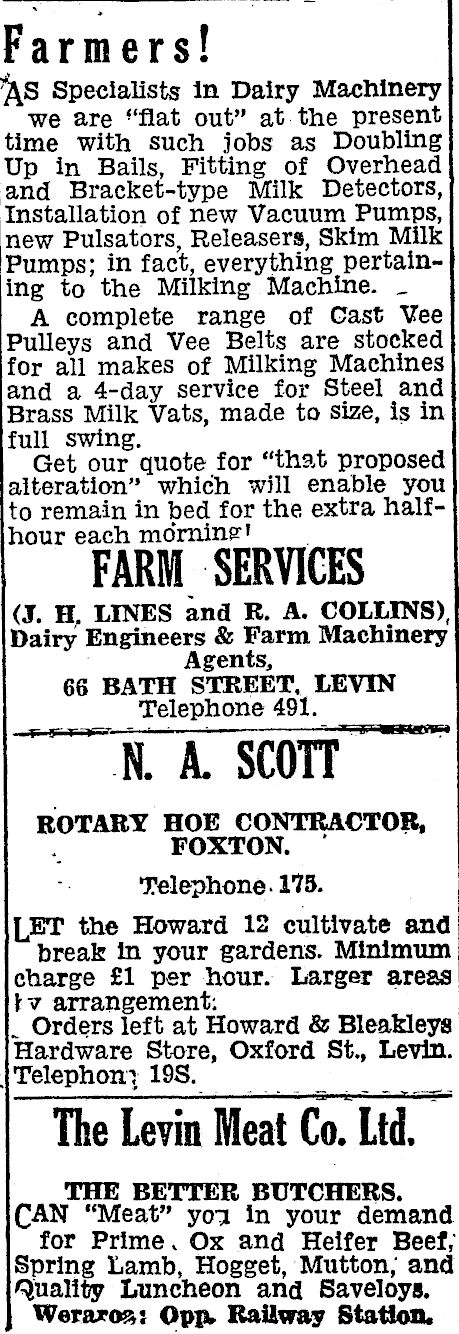 Farmers!
AS Specialists in Dairy Machinery
we are "flat out" at the present
time with such jobs as Doubling
Up in Bails, Fitting of Overhead
and Bracket-type Milk Detectors,
Installation of new Vacuum Pumps,
new Pulsators, Releasers, Skim Milk
Pumps; in fact, everything pertain-
ing to the Milking Machine.
A complete range of Cast Vee
Pulleys and Vee Belts are stocked
for all makes of Milking Machines
and a 4-day service for Steel and
Brass Milk Vats, made to size, is in
full swing.
Get our quote for "that proposed
alteration" which will enable you
to remain in bed for the extra half-
hour each morning!
FARM SERVICES
(J. H. LINES and R. A. COLLINS),
Dairy Engineers & Farm Machinery
Agents,
66 BATH STREET, LEVIN
Telephone 491.
N. A. SCOTT
ROTARY HOE CONTRACTOR,
FOXTON.
Telephone 175.
LET the Howard 12 cultivate and
break in your gardens. Minimum
charge £1 per hour. Larger areas
by arrangement.
Orders left at Howard & Bleakleys
Hardware Store, Oxford St., Levin.
Telephone 19S.
The Levin Meat Co. Ltd.
THE BETTER BUTCHERS.
CAN "Meat" you in your demand
for Prime Ox and Heifer Beef,
Spring Lamb, Hogget, Mutton, and
Quality Luncheon and Saveloys.
Weraroa: Opp. Railway Station.